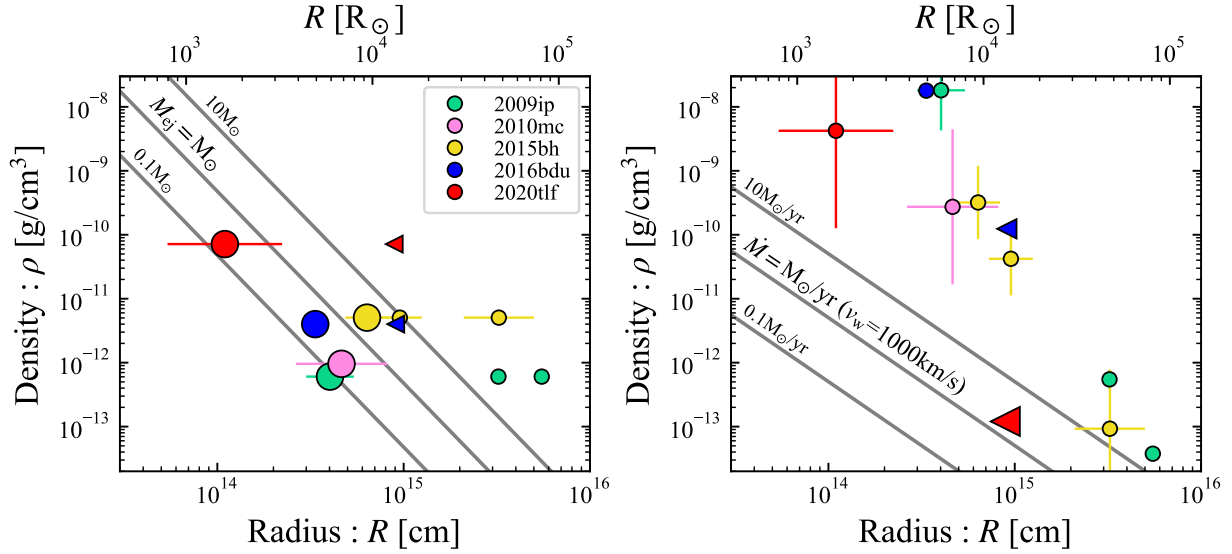 R [R☉]
10³ 10⁴ 10⁵
Density : ρ [g/cm³]
10⁻⁸
10⁻⁹
10⁻¹⁰
10⁻¹¹
10⁻¹²
10⁻¹³
10M☉
M_ej = M☉
0.1M☉
2009ip
2010mc
2015bh
2016bdu
2020tlf
10¹⁴ 10¹⁵ 10¹⁶
Radius : R [cm]
R [R☉]
10³ 10⁴ 10⁵
Density : ρ [g/cm³]
10⁻⁸
10⁻⁹
10⁻¹⁰
10⁻¹¹
10⁻¹²
10⁻¹³
10M☉/yr
Ṁ = M☉/yr (v_w=1000km/s)
0.1M☉/yr
10¹⁴ 10¹⁵ 10¹⁶
Radius : R [cm]